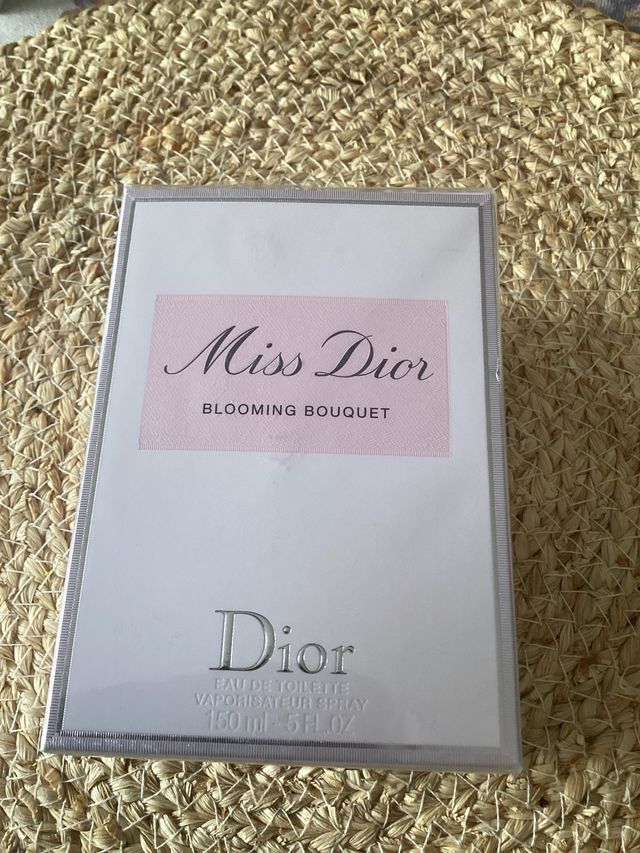 Miss Dior
BLOOMING BOUQUET
Dior
EAU DE TOILETTE
VAPORISATEUR SPRAY
150 ml - 5 FL.OZ